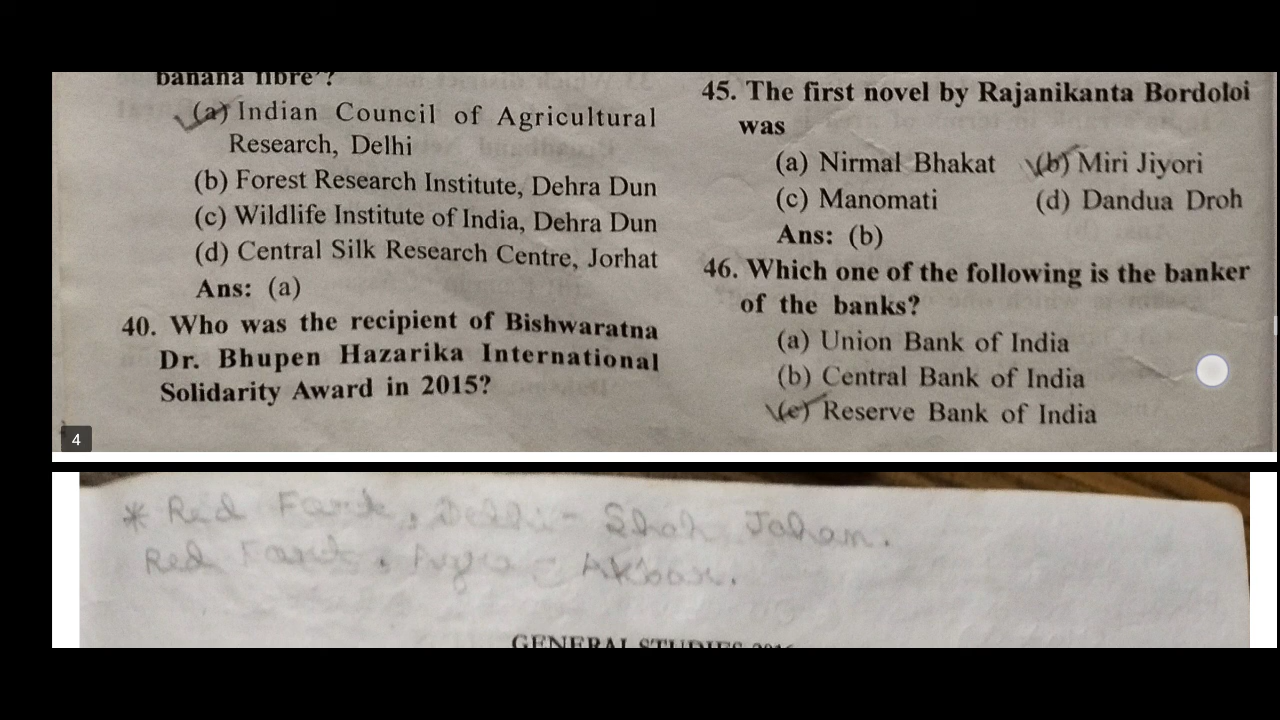 banana fibre'?
(a) Indian Council of Agricultural
Research, Delhi
(b) Forest Research Institute, Dehra Dun
(c) Wildlife Institute of India, Dehra Dun
(d) Central Silk Research Centre, Jorhat
Ans: (a)
40. Who was the recipient of Bishwaratna
Dr. Bhupen Hazarika International
Solidarity Award in 2015?
45. The first novel by Rajanikanta Bordoloi
was
(a) Nirmal Bhakat (b) Miri Jiyori
(c) Manomati (d) Dandua Droh
Ans: (b)
46. Which one of the following is the banker
of the banks?
(a) Union Bank of India
(b) Central Bank of India
(c) Reserve Bank of India
4
* Red Delhi - Shah Jahan.
Red - Akbar.
GENERAL STUDIES 2016